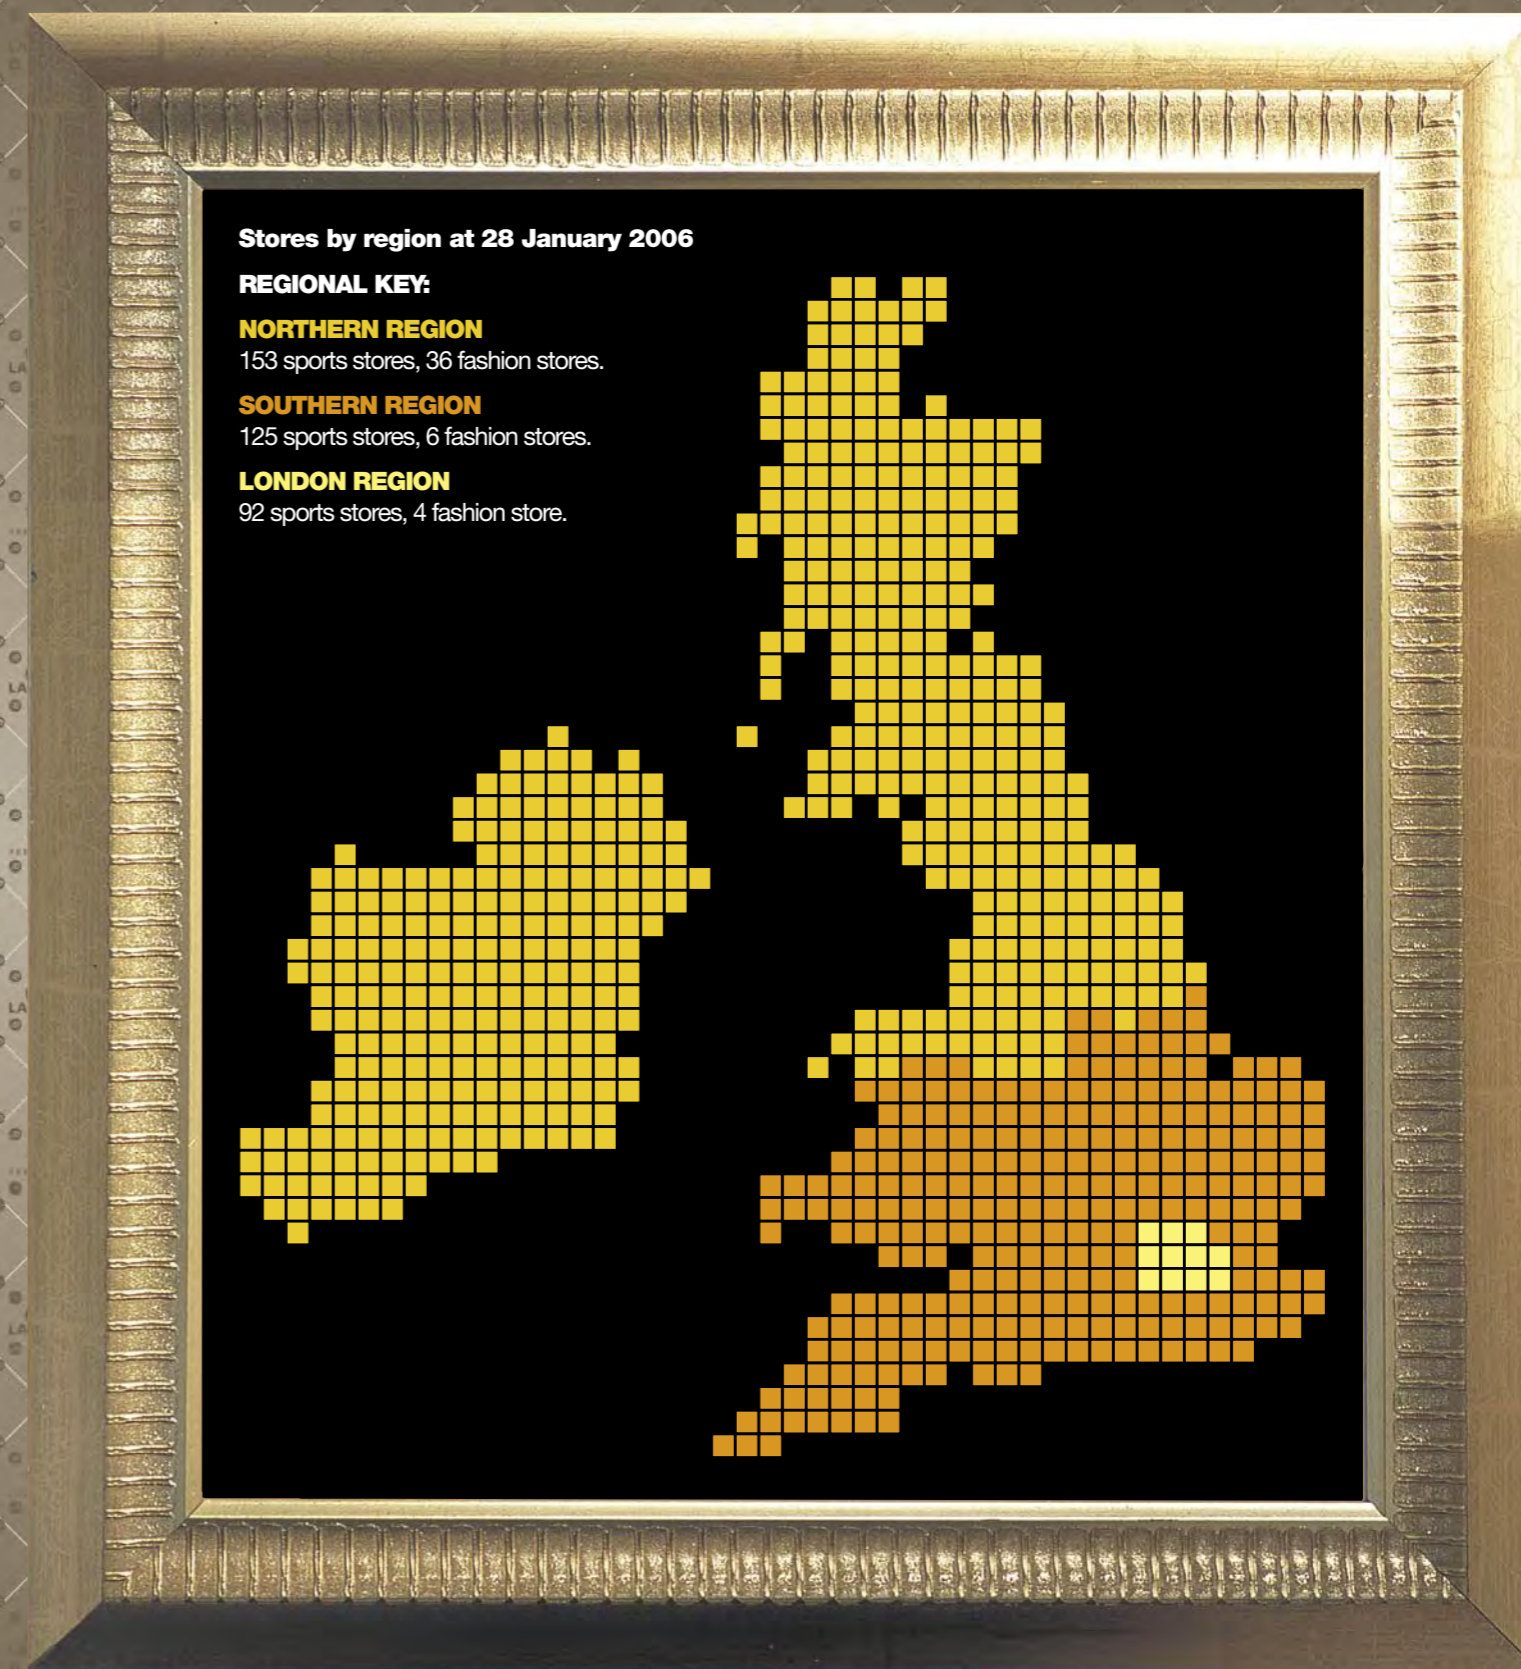 Stores by region at 28 January 2006
REGIONAL KEY:
NORTHERN REGION
153 sports stores, 36 fashion stores.
SOUTHERN REGION
125 sports stores, 6 fashion stores.
LONDON REGION
92 sports stores, 4 fashion store.